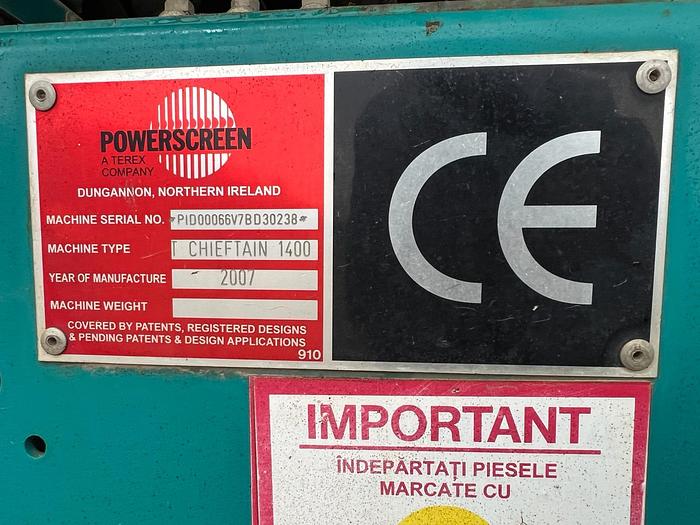 POWERSCREEN
A TEREX
COMPANY
DUNGANNON, NORTHERN IRELAND
MACHINE SERIAL NO. *PID00066V7BD30238*
MACHINE TYPE T CHIEFTAIN 1400
YEAR OF MANUFACTURE 2007
MACHINE WEIGHT
COVERED BY PATENTS, REGISTERED DESIGNS
& PENDING PATENTS & DESIGN APPLICATIONS
910
CE
IMPORTANT
ÎNDEPĂRTAȚI PIESELE
MARCATE CU